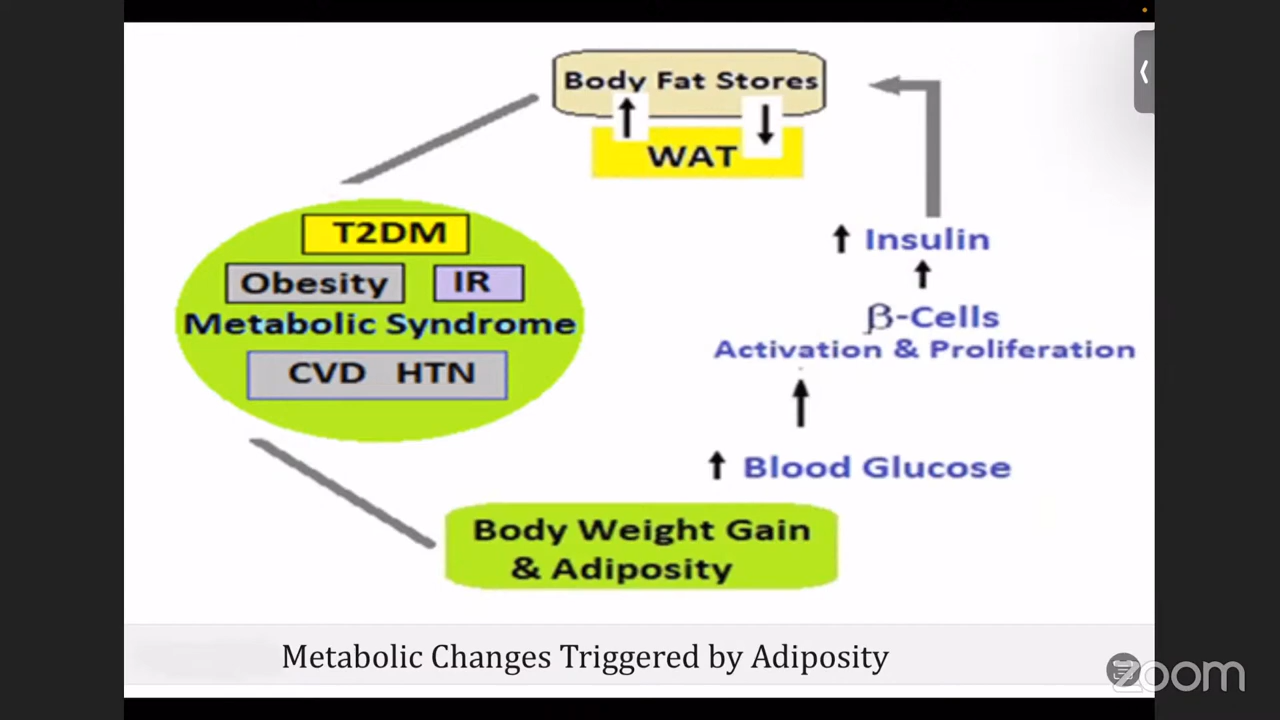 Body Fat Stores
WAT
T2DM
Obesity IR
Metabolic Syndrome
CVD HTN
Insulin
β-Cells
Activation & Proliferation
Blood Glucose
Body Weight Gain
& Adiposity
Metabolic Changes Triggered by Adiposity
zoom